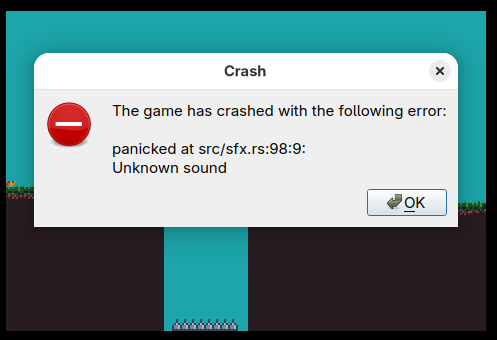 Crash
The game has crashed with the following error:
panicked at src/sfx.rs:98:9:
Unknown sound
OK